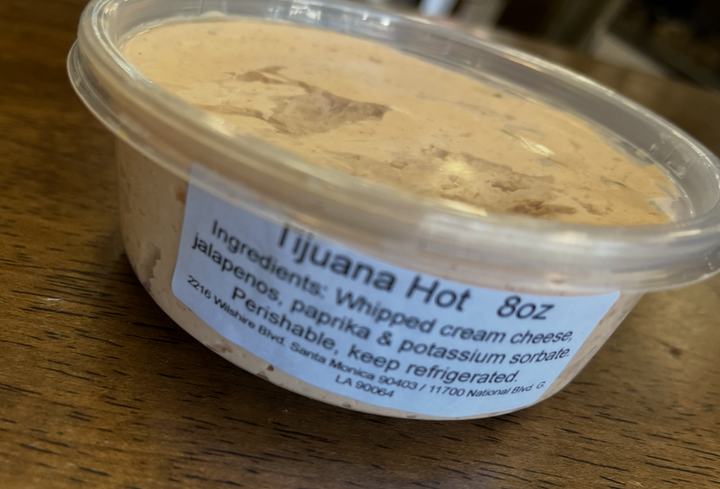 Tijuana Hot 8oz
Ingredients: Whipped cream cheese,
jalapenos, paprika & potassium sorbate.
Perishable, keep refrigerated.
2216 Wilshire Blvd. Santa Monica 90403 / 11700 National Blvd. G
LA 90064